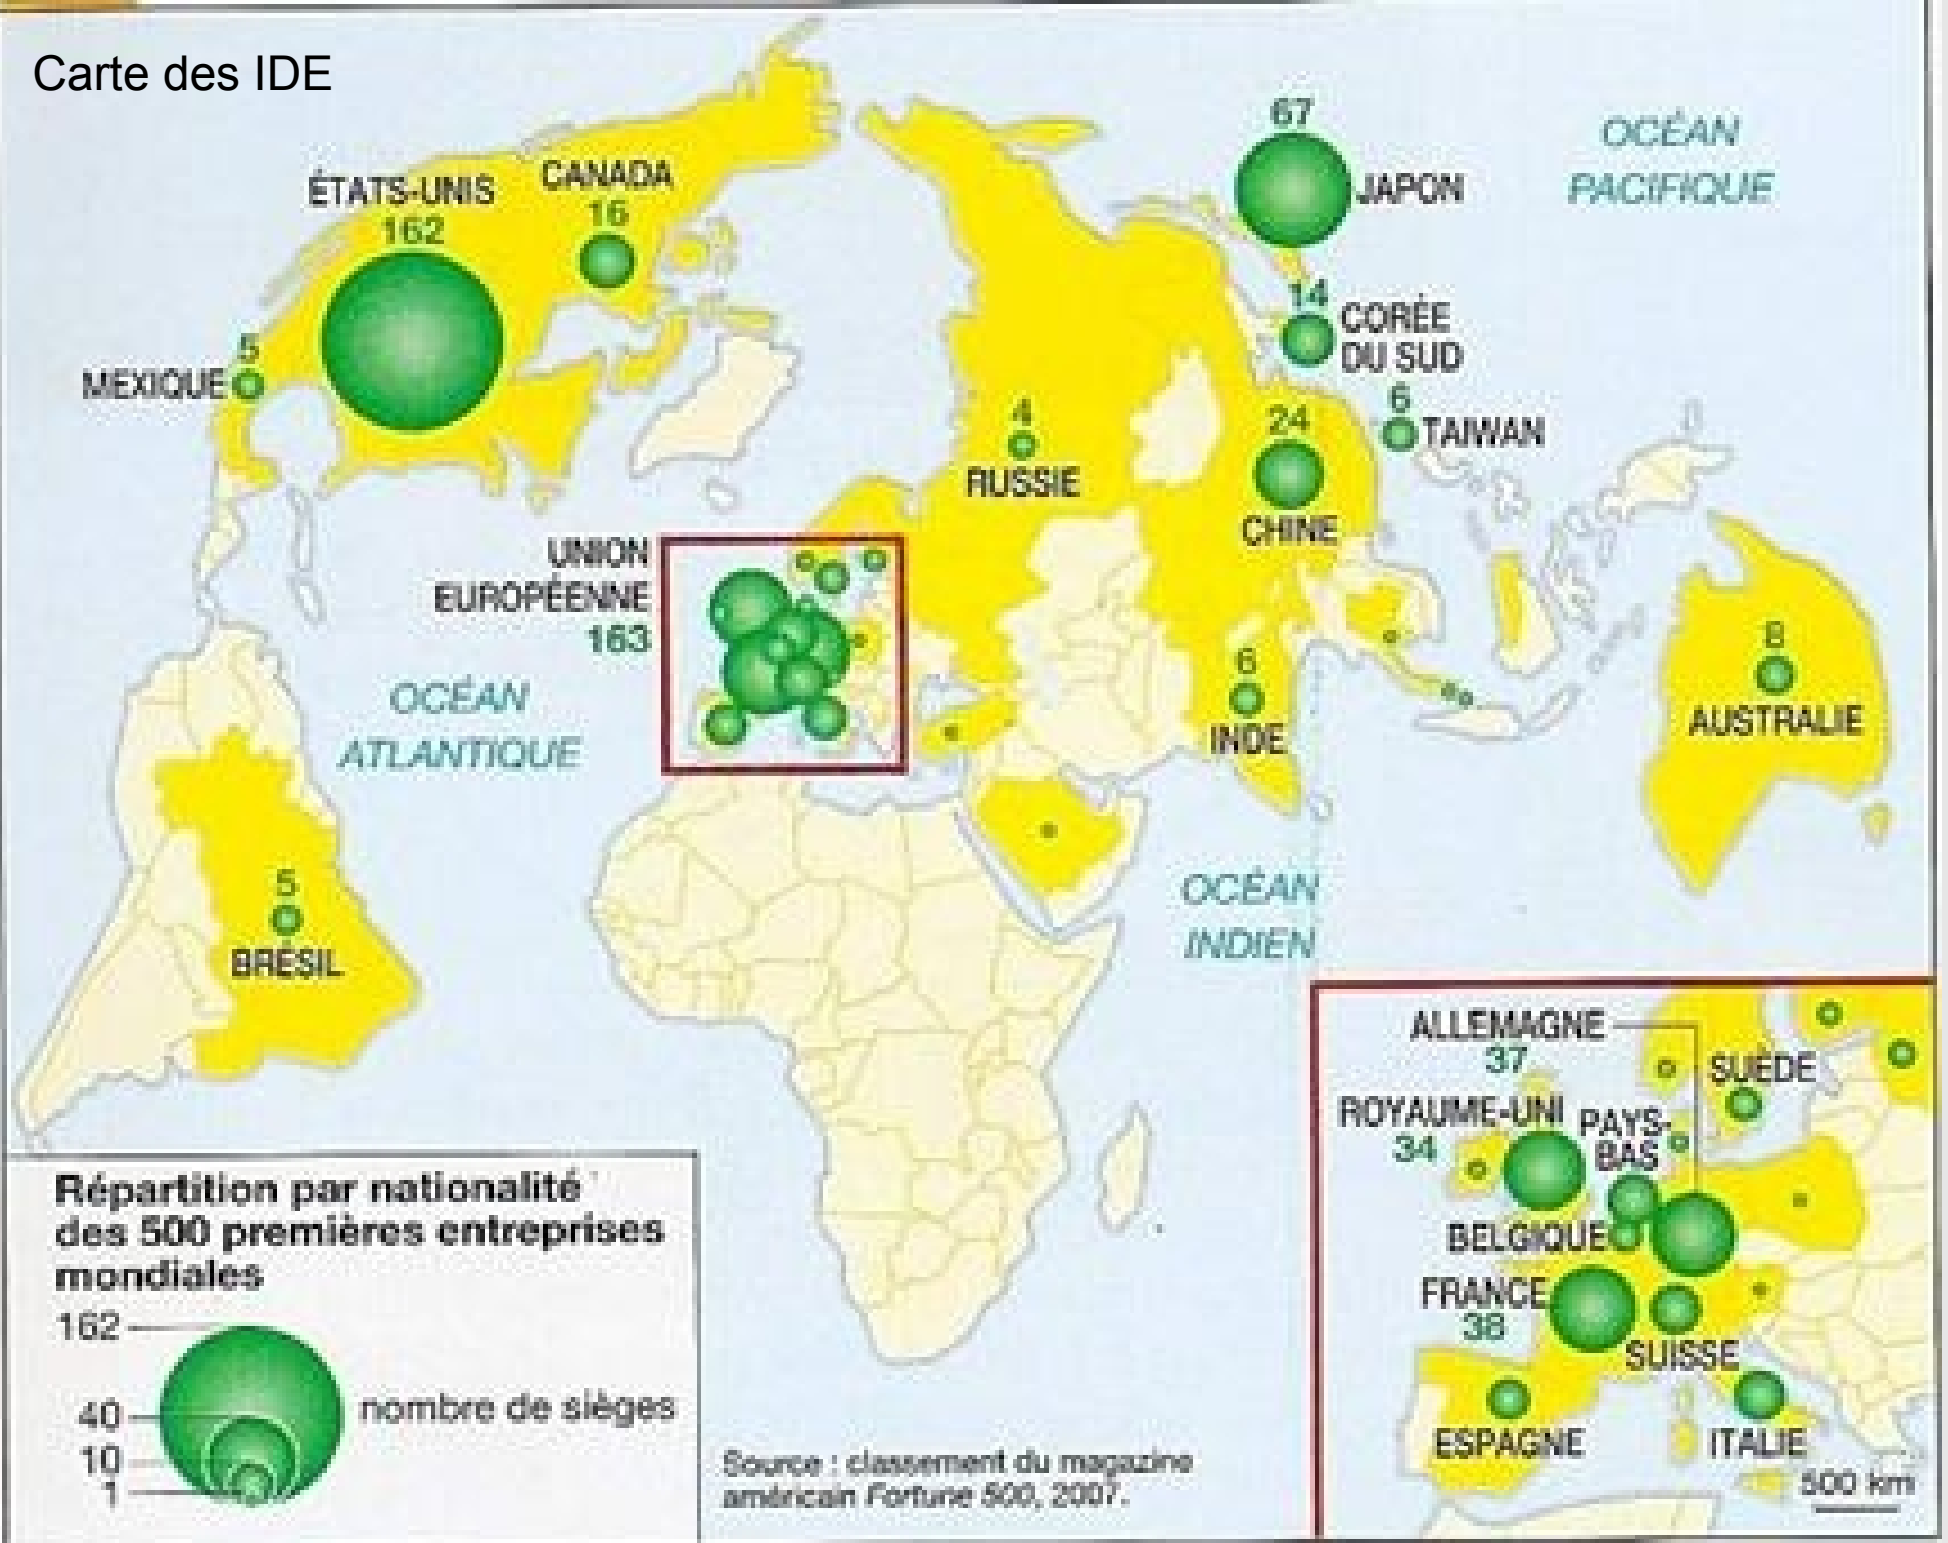 Carte des IDE
ÉTATS-UNIS
162
CANADA
16
67
JAPON
OCÉAN
PACIFIQUE
14
CORÉE
DU SUD
5
MEXIQUE
6
TAIWAN
4
RUSSIE
24
CHINE
UNION
EUROPÉENNE
163
OCÉAN
ATLANTIQUE
6
INDE
8
AUSTRALIE
5
BRÉSIL
OCÉAN
INDIEN
ALLEMAGNE
37
SUÈDE
ROYAUME-UNI
34
PAYS-
BAS
BELGIQUE
FRANCE
38
SUISSE
ESPAGNE
ITALIE
500 km
Répartition par nationalité
des 500 premières entreprises
mondiales
162
40
10
1
nombre de sièges
Source : classement du magazine
américain Fortune 500, 2007.